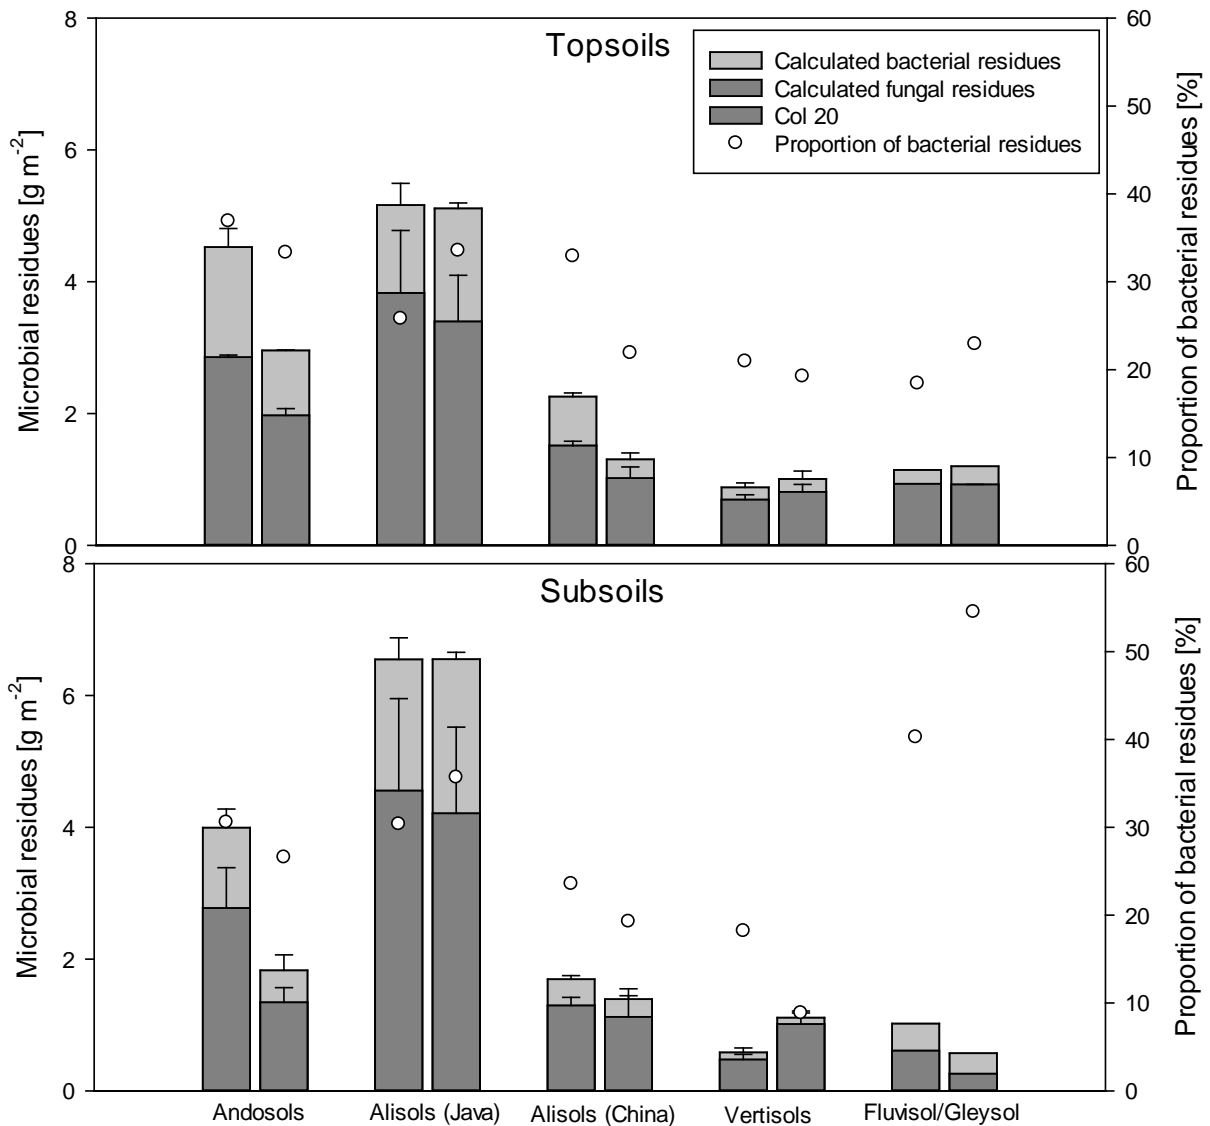 Topsoils
Calculated bacterial residues
Calculated fungal residues
Col 20
Proportion of bacterial residues
Microbial residues [g m-2]
8
6
4
2
0
Proportion of bacterial residues [%]
60
50
40
30
20
10
0
Subsoils
Microbial residues [g m-2]
8
6
4
2
0
Proportion of bacterial residues [%]
60
50
40
30
20
10
0
Andosols
Alisols (Java)
Alisols (China)
Vertisols
Fluvisol/Gleysol